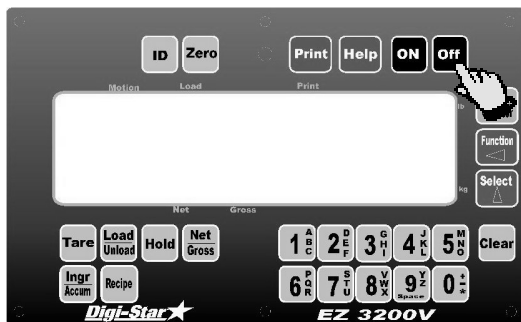 ID Zero Print Help ON Off
Motion Load Print
lb
Function
Select
kg
Net Gross
Tare Load Unload Hold Net Gross
1 A B C 2 D E F 3 G H I 4 J K L 5 M N O Clear
Ingr Accum Recipe
6 P Q R 7 S T U 8 V W X 9 Y Z Space 0 + - =
Digi-Star EZ 3200V